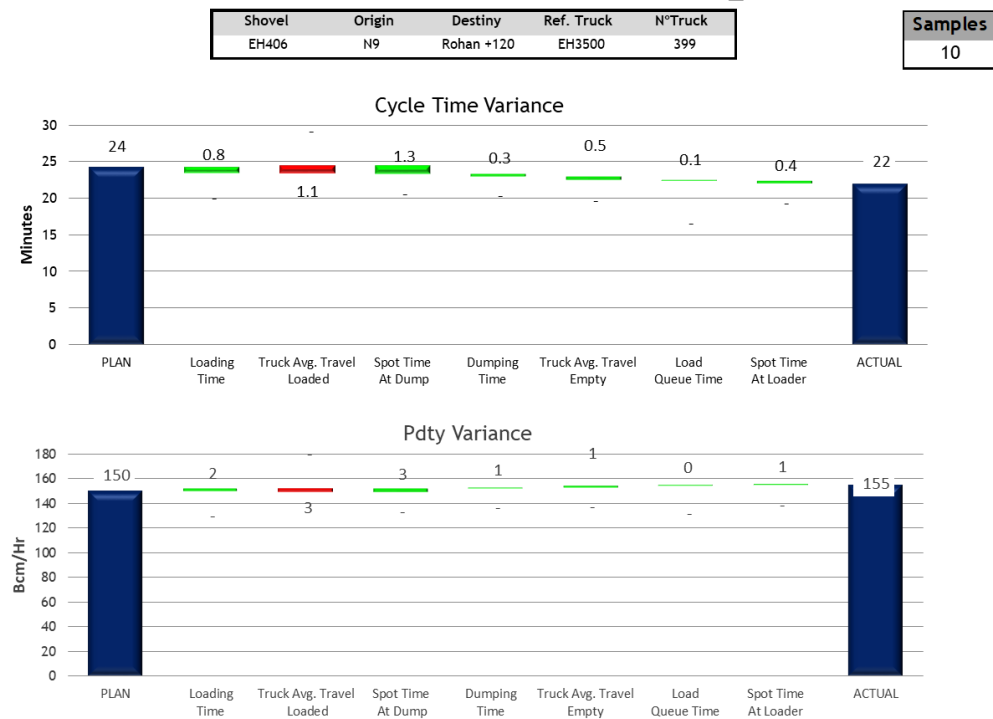 Shovel Origin Destiny Ref. Truck N°Truck
EH406 N9 Rohan +120 EH3500 399
Samples
10
Cycle Time Variance
Minutes
30
25
20
15
10
5
0
24 0.8 - 1.3 0.3 0.5 0.1 0.4 22
- 1.1 - - - - -
PLAN Loading Truck Avg. Travel Spot Time Dumping Truck Avg. Travel Load Spot Time ACTUAL
Time Loaded At Dump Time Empty Queue Time At Loader
Pdty Variance
Bcm/Hr
180
160
140
120
100
80
60
40
20
0
150 2 - 3 1 1 0 1 155
- 3 - - - - -
PLAN Loading Truck Avg. Travel Spot Time Dumping Truck Avg. Travel Load Spot Time ACTUAL
Time Loaded At Dump Time Empty Queue Time At Loader